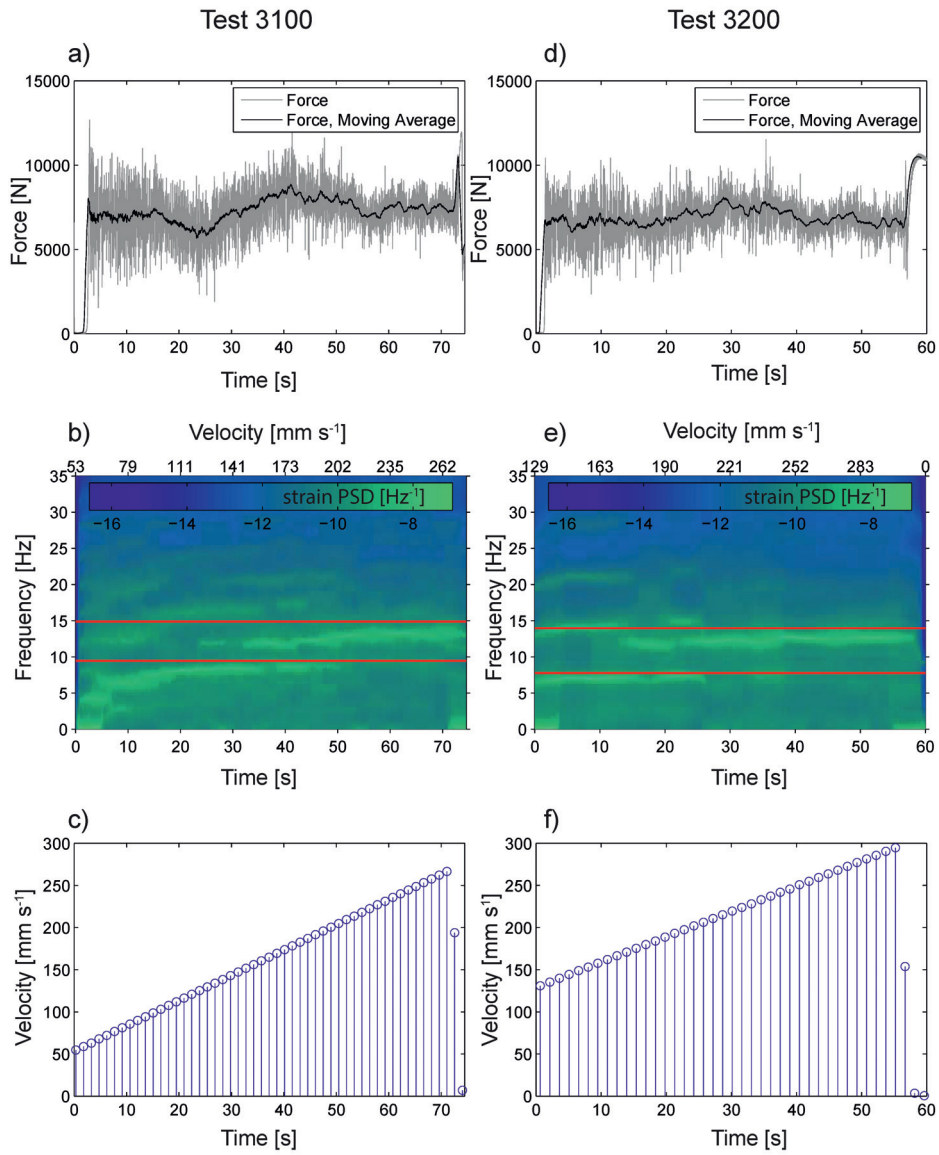 Test 3100
Test 3200
a)
15000
10000
5000
0
Force [N]
Force
Force, Moving Average
0 10 20 30 40 50 60 70
Time [s]
d)
15000
10000
5000
0
Force [N]
Force
Force, Moving Average
0 10 20 30 40 50 60
Time [s]
b)
Velocity [mm s⁻¹]
53 79 111 141 173 202 235 262
35
30
25
20
15
10
5
0
Frequency [Hz]
strain PSD [Hz⁻¹]
−16 −14 −12 −10 −8
0 10 20 30 40 50 60 70
Time [s]
e)
Velocity [mm s⁻¹]
129 163 190 221 252 283 0
35
30
25
20
15
10
5
0
Frequency [Hz]
strain PSD [Hz⁻¹]
−16 −14 −12 −10 −8
0 10 20 30 40 50 60
Time [s]
c)
300
250
200
150
100
50
0
Velocity [mm s⁻¹]
0 10 20 30 40 50 60 70
Time [s]
f)
300
250
200
150
100
50
0
Velocity [mm s¹]
0 10 20 30 40 50 60
Time [s]